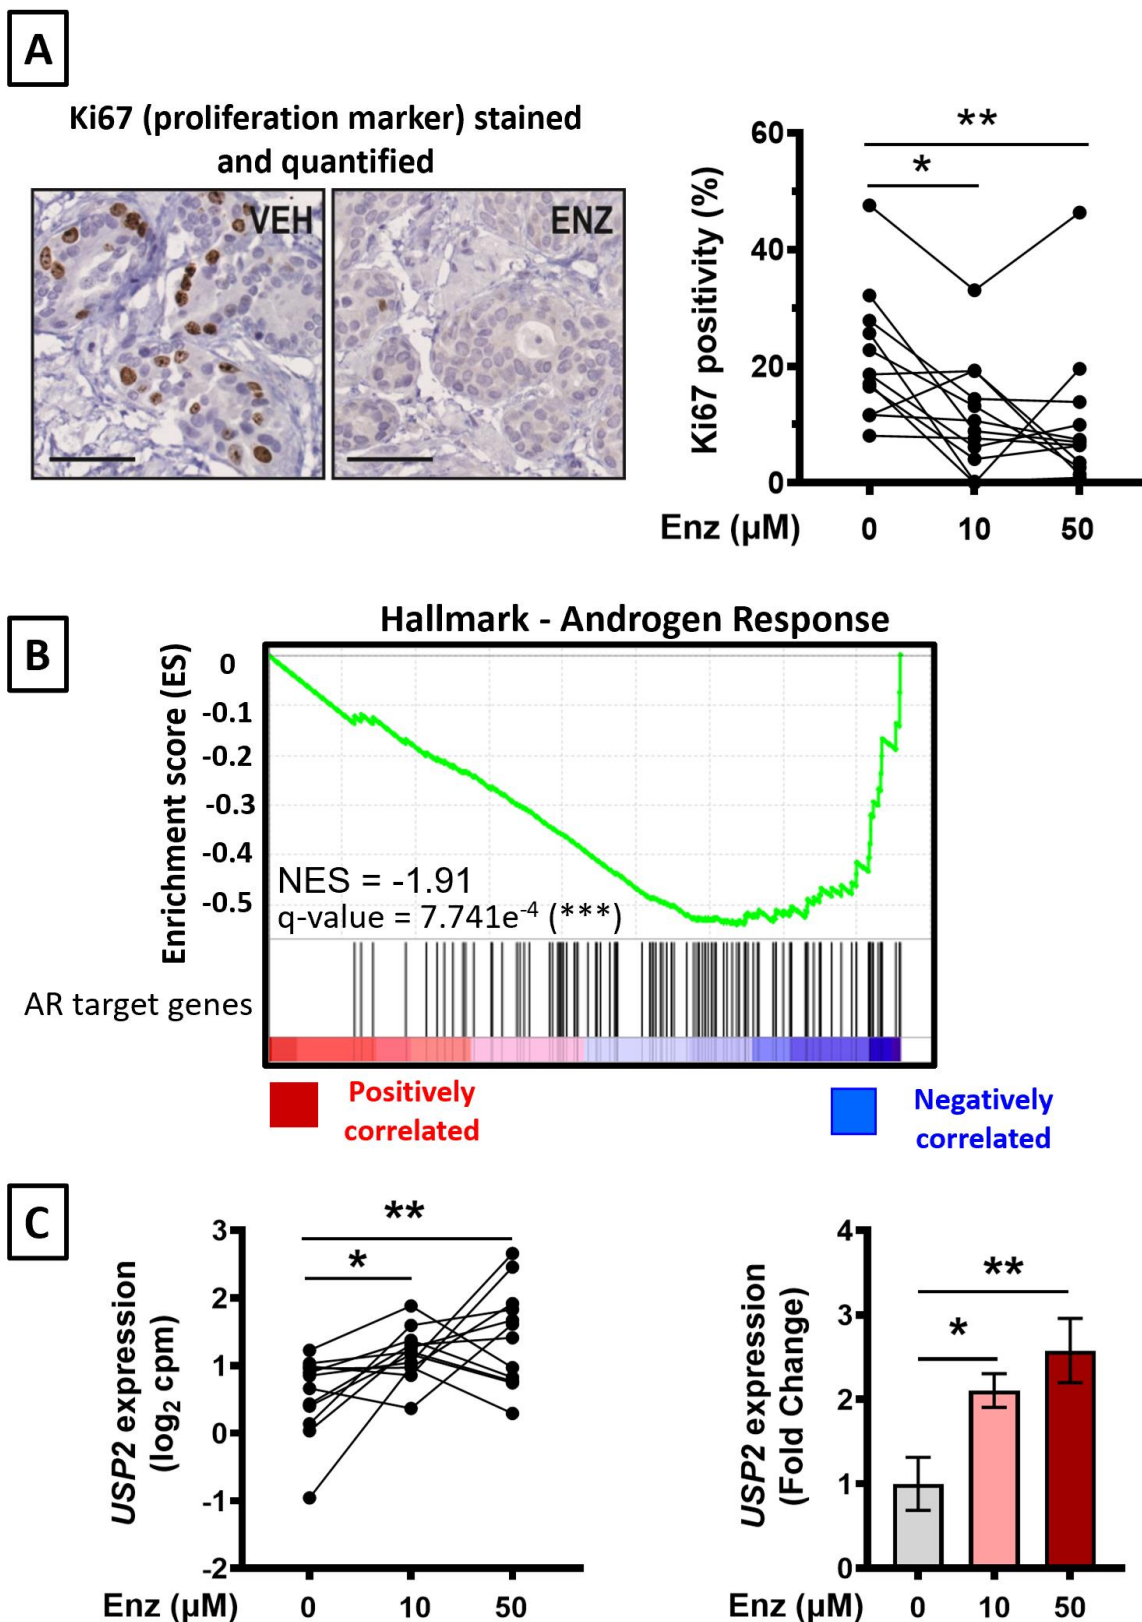 A
Ki67 (proliferation marker) stained
and quantified
VEH
ENZ
Ki67 positivity (%)
60
40
20
0
**
*
Enz (µM)
0
10
50
B
Hallmark - Androgen Response
Enrichment score (ES)
0
-0.1
-0.2
-0.3
-0.4
-0.5
NES = -1.91
q-value = 7.741e⁻⁴ (***)
AR target genes
Positively
correlated
Negatively
correlated
C
USP2 expression
(log₂ cpm)
3
2
1
0
-1
-2
**
*
Enz (µM)
0
10
50
USP2 expression
(Fold Change)
4
3
2
1
0
**
*
Enz (µM)
0
10
50